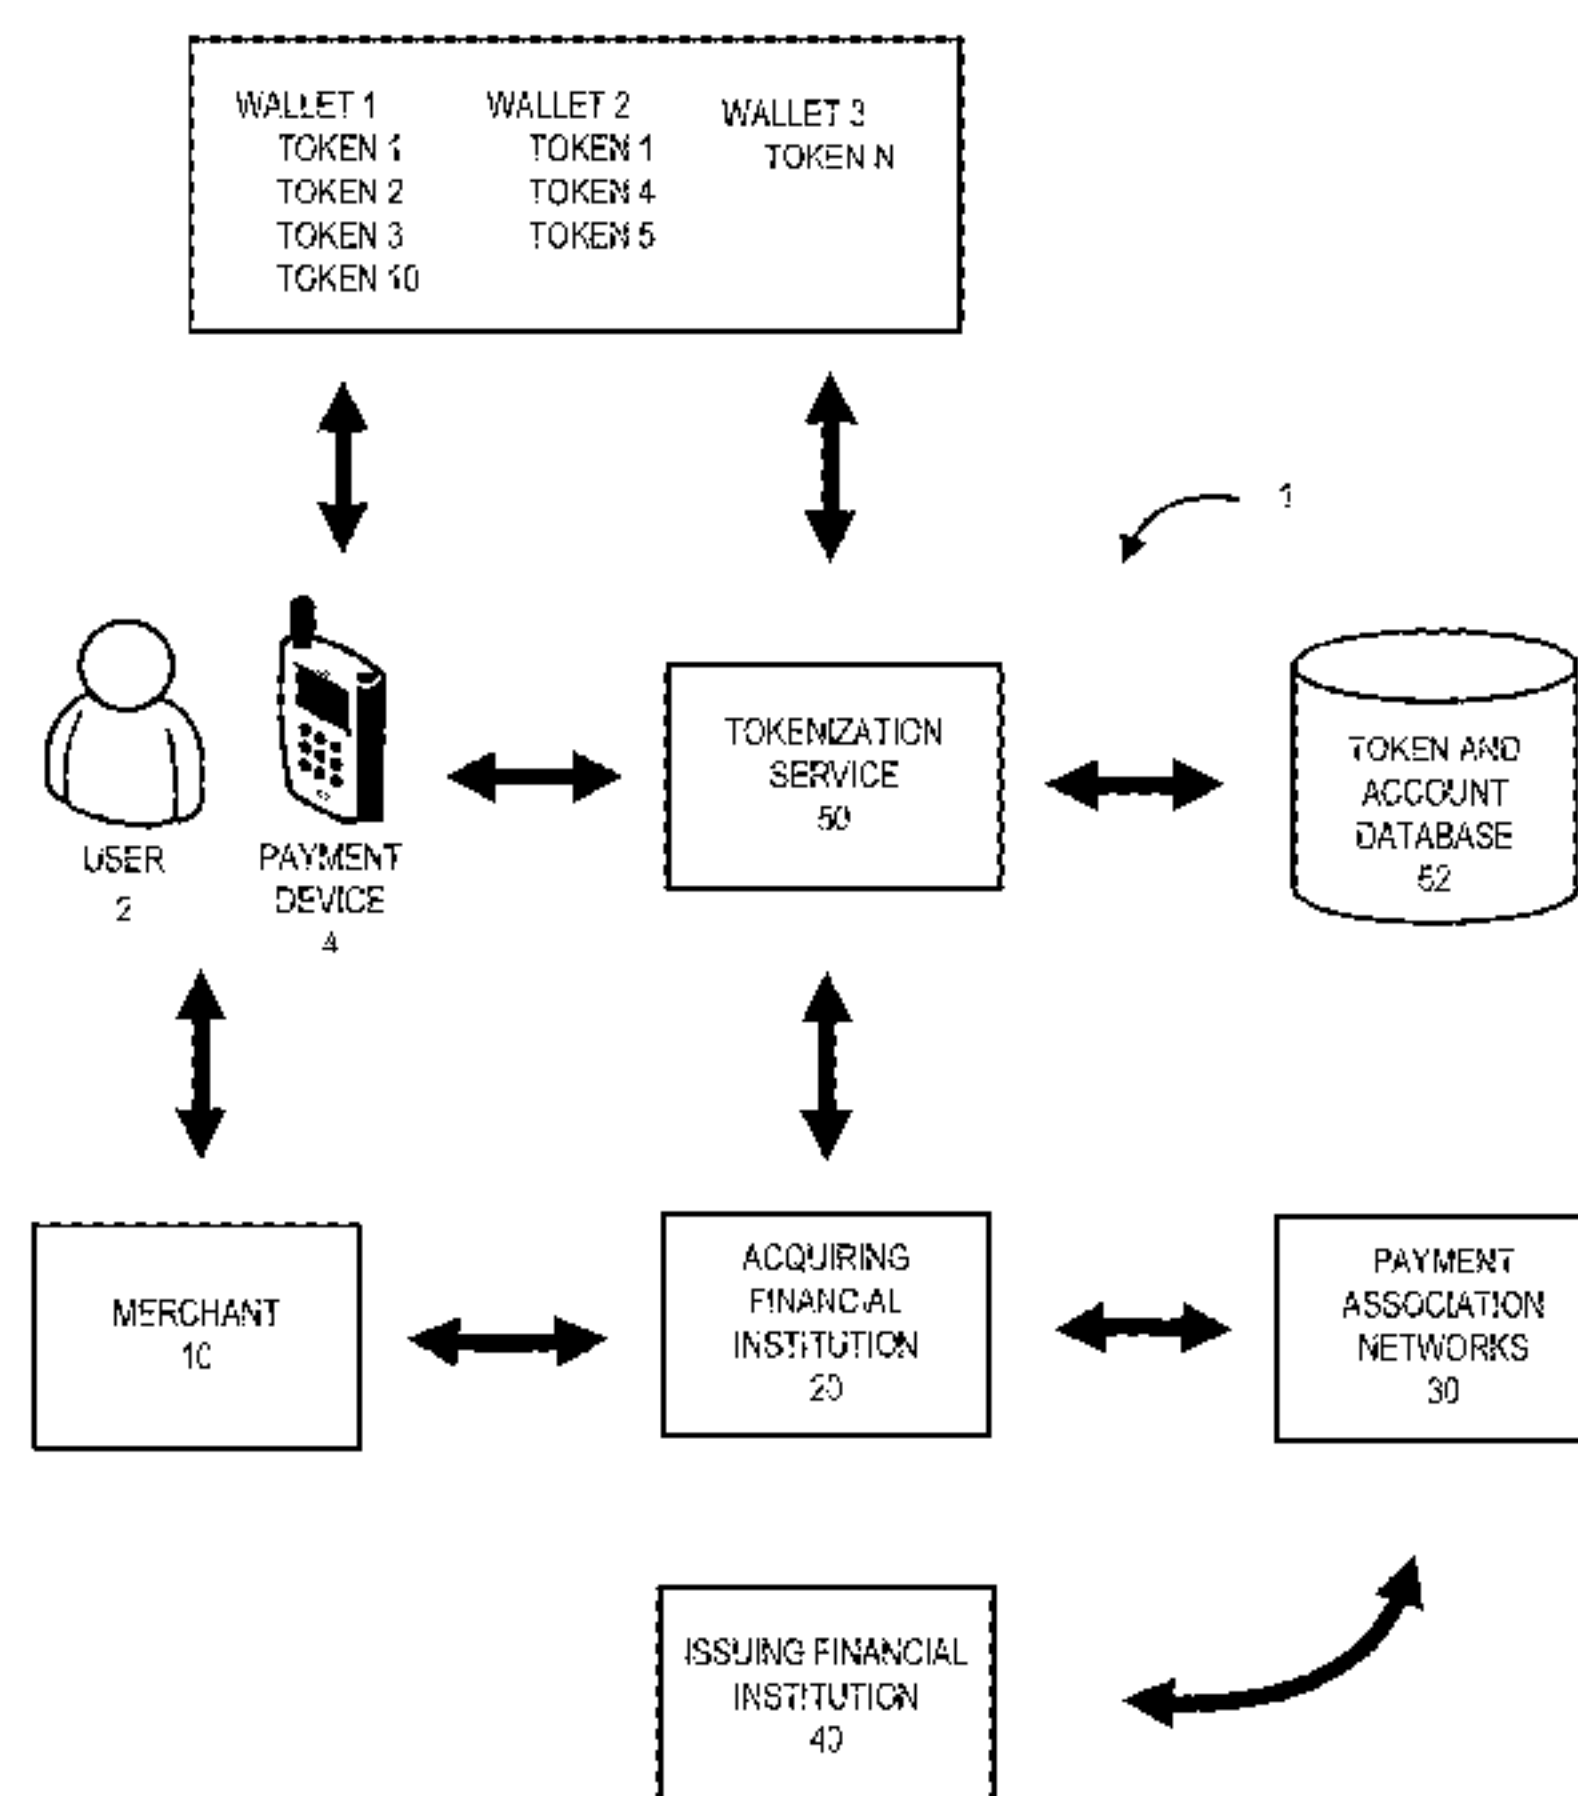 WALLET 1
TOKEN 1
TOKEN 2
TOKEN 3
TOKEN 10
WALLET 2
TOKEN 1
TOKEN 4
TOKEN 5
WALLET 3
TOKEN N
1
USER
2
PAYMENT
DEVICE
4
TOKENIZATION
SERVICE
50
TOKEN AND
ACCOUNT
DATABASE
52
MERCHANT
10
ACQUIRING
FINANCIAL
INSTITUTION
20
PAYMENT
ASSOCIATION
NETWORKS
30
ISSUING FINANCIAL
INSTITUTION
40